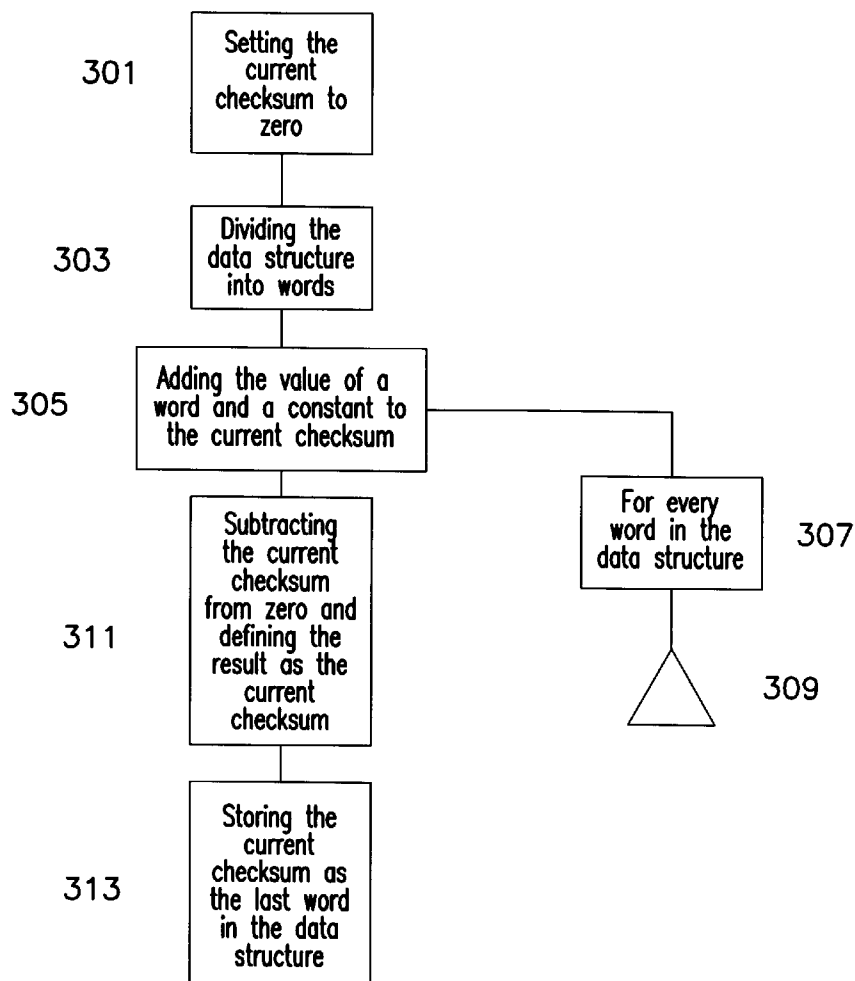 301
Setting the
current
checksum to
zero
303
Dividing the
data structure
into words
305
Adding the value of a
word and a constant to
the current checksum
For every
word in the
data structure
307
311
Subtracting
the current
checksum
from zero and
defining the
result as the
current
checksum
309
313
Storing the
current
checksum as
the last word
in the data
structure